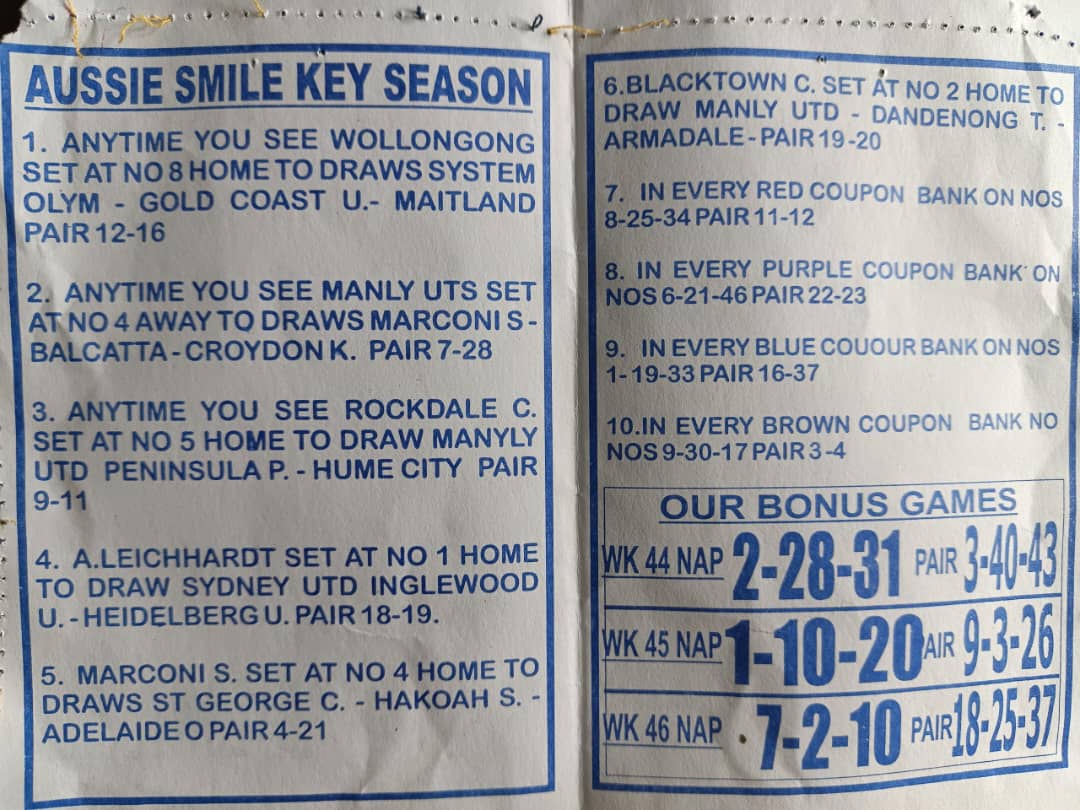 AUSSIE SMILE KEY SEASON
1. ANYTIME YOU SEE WOLLONGONG
SET AT NO 8 HOME TO DRAWS SYSTEM
OLYM - GOLD COAST U.- MAITLAND
PAIR 12-16
2. ANYTIME YOU SEE MANLY UTS SET
AT NO 4 AWAY TO DRAWS MARCONI S -
BALCATTA - CROYDON K. PAIR 7-28
3. ANYTIME YOU SEE ROCKDALE C.
SET AT NO 5 HOME TO DRAW MANYLY
UTD PENINSULA P. - HUME CITY PAIR
9-11
4. A.LEICHHARDT SET AT NO 1 HOME
TO DRAW SYDNEY UTD INGLEWOOD
U. - HEIDELBERG U. PAIR 18-19.
5. MARCONI S. SET AT NO 4 HOME TO
DRAWS ST GEORGE C. - HAKOAH S. -
ADELAIDE O PAIR 4-21
6.BLACKTOWN C. SET AT NO 2 HOME TO
DRAW MANLY UTD - DANDENONG T. -
ARMADALE - PAIR 19 -20
7. IN EVERY RED COUPON BANK ON NOS
8-25-34 PAIR 11-12
8. IN EVERY PURPLE COUPON BANK ON
NOS 6-21-46 PAIR 22-23
9. IN EVERY BLUE COUOUR BANK ON NOS
1- 19-33 PAIR 16-37
10.IN EVERY BROWN COUPON BANK NO
NOS 9-30-17 PAIR 3 -4
OUR BONUS GAMES
WK 44 NAP 2-28-31 PAIR 3-40-43
WK 45 NAP 1-10-20 AIR 9-3-26
WK 46 NAP 7-2-10 PAIR 18-25-37